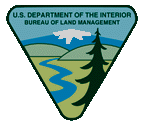 U.S. DEPARTMENT OF THE INTERIOR
BUREAU OF LAND MANAGEMENT